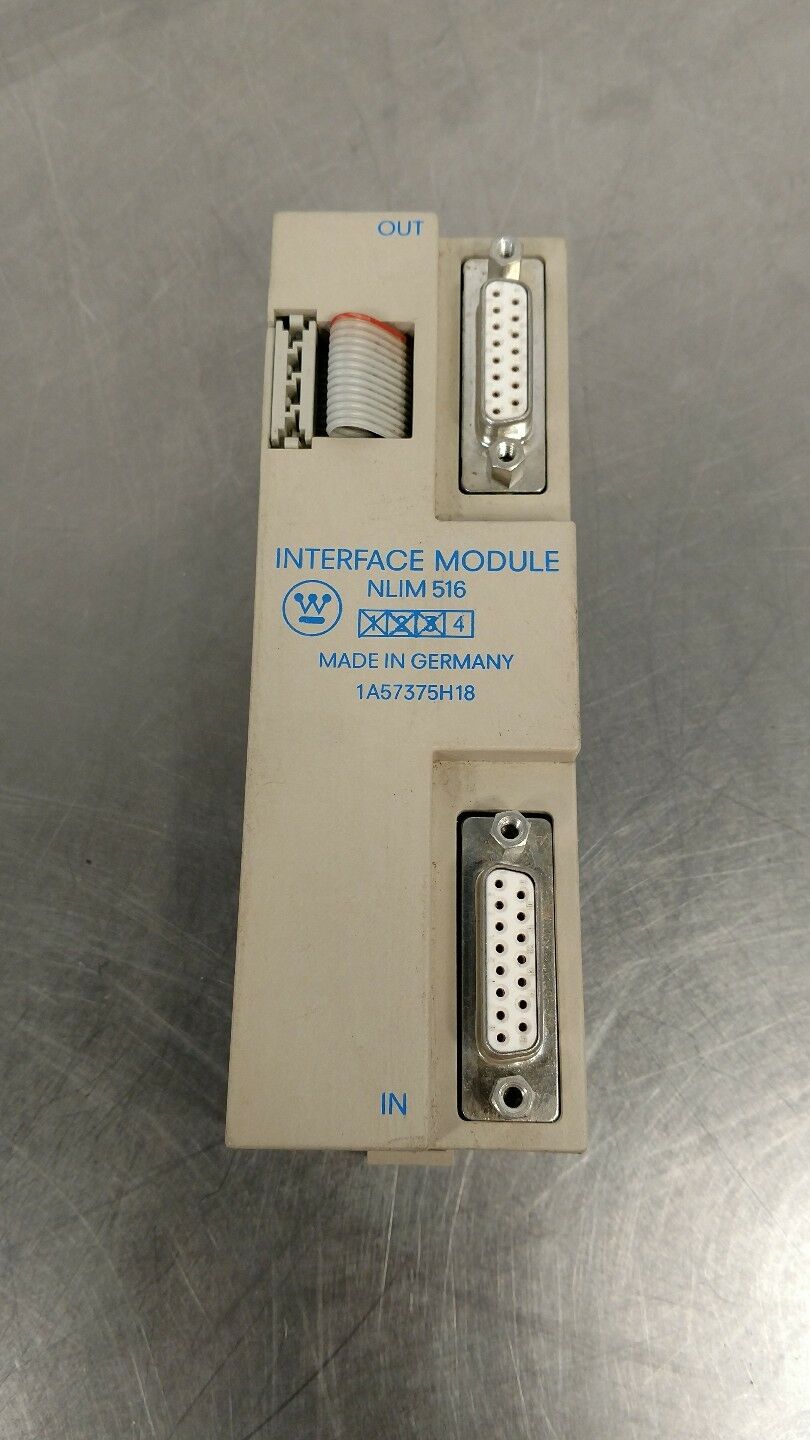 OUT
INTERFACE MODULE
NLIM 516
W
1 2 3 4
MADE IN GERMANY
1A57375H18
IN